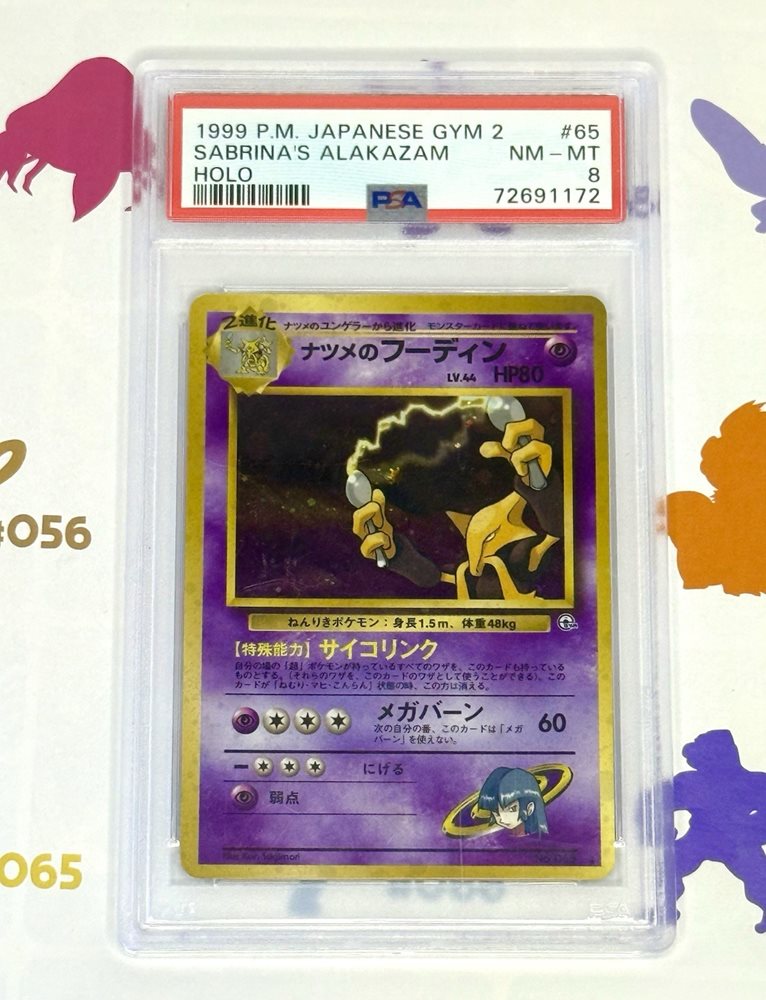 1999 P.M. JAPANESE GYM 2 #65
SABRINA'S ALAKAZAM NM - MT
HOLO 8
PSA 72691172
2進化 ナツメのユンゲラーから進化
ナツメのフーディン
LV.44 HP80
ねんりきポケモン：身長1.5m、体重48kg
【特殊能力】サイコリンク
自分の場の「超」ポケモンが持っているすべてのワザを、このカードも持っている
ものとする。（それらのワザを、このカードのワザとして使うことができる）。この
カードが「ねむり・マヒ・こんらん」状態の時、この力は消える。
メガバーン 60
次の自分の番、このカードは「メガ
バーン」を使えない。
にげる
弱点
#056
065